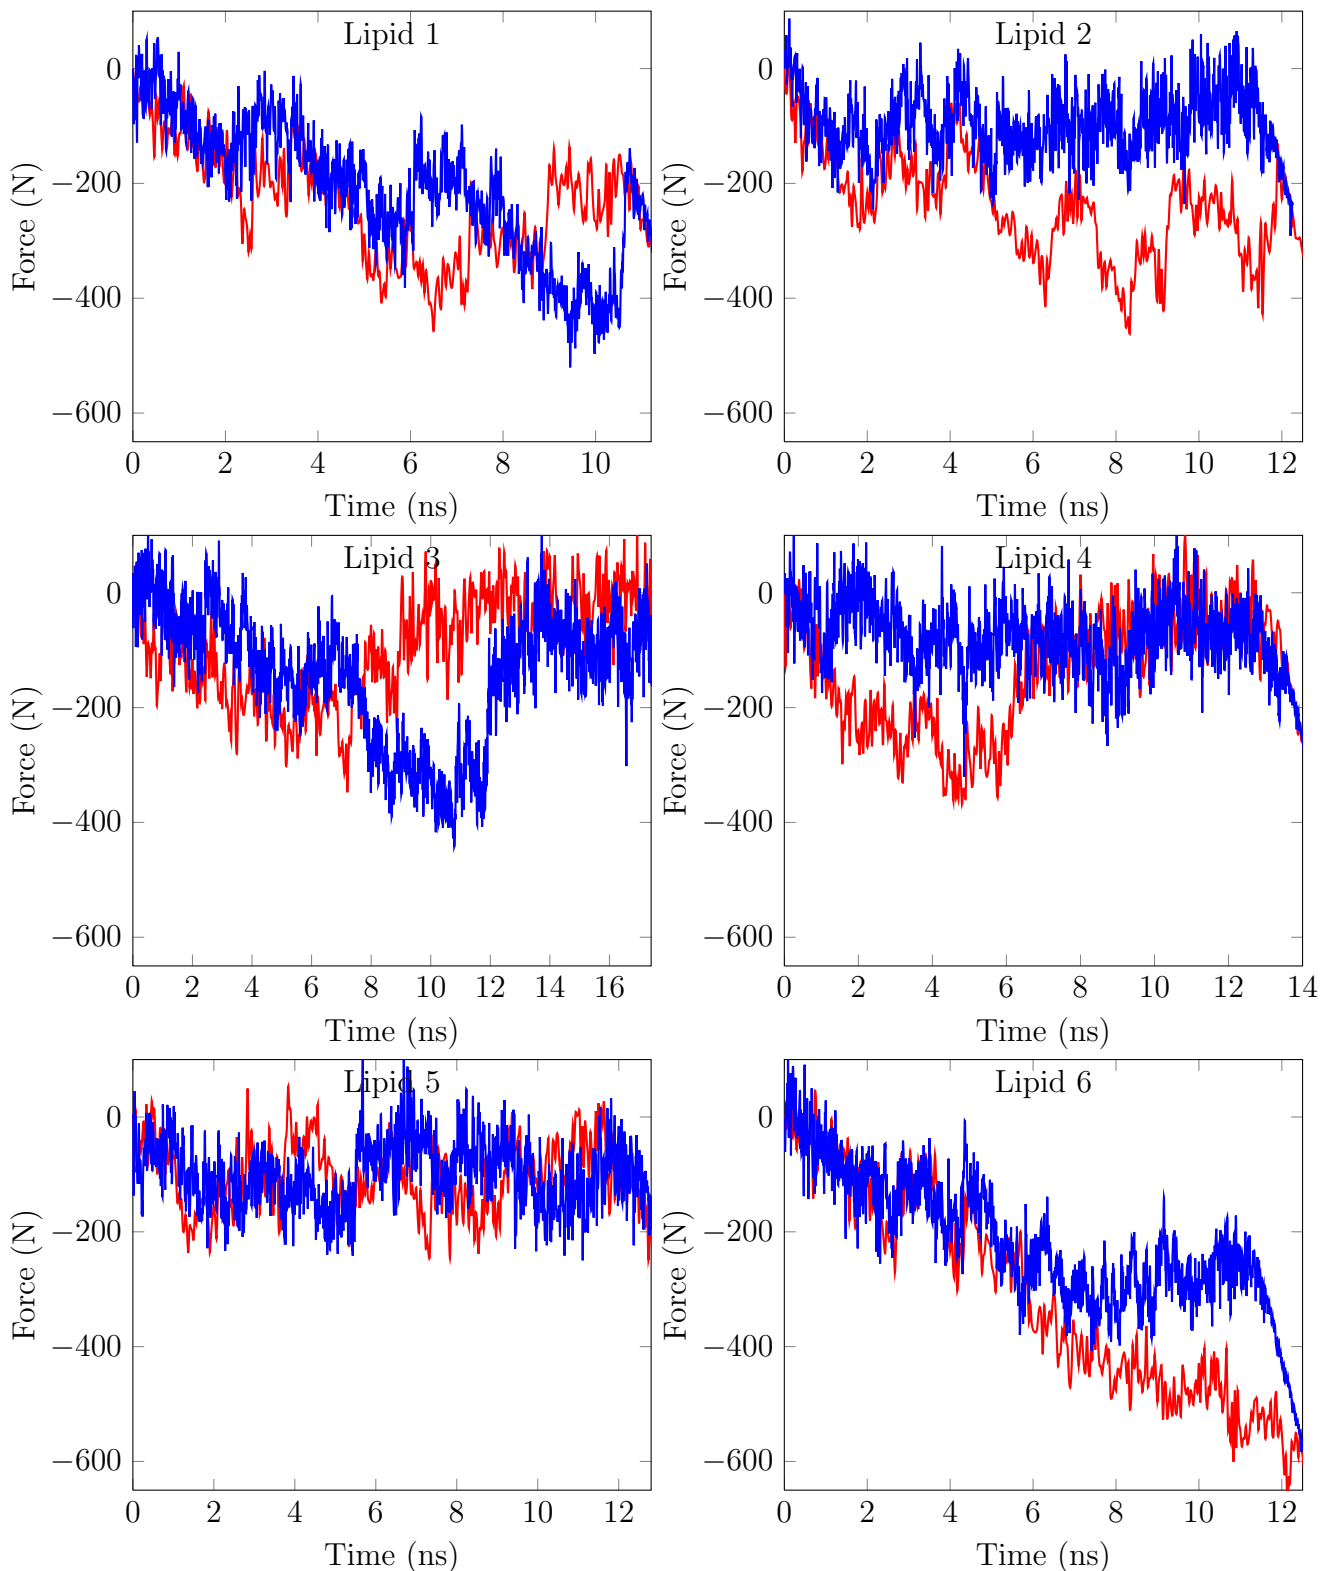 Lipid 1
0
−200
−400
−600
Force (N)
0 2 4 6 8 10
Time (ns)
Lipid 2
0
−200
−400
−600
Force (N)
0 2 4 6 8 10 12
Time (ns)
Lipid 3
0
−200
−400
−600
Force (N)
0 2 4 6 8 10 12 14 16
Time (ns)
Lipid 4
0
−200
−400
−600
Force (N)
0 2 4 6 8 10 12 14
Time (ns)
Lipid 5
0
−200
−400
−600
Force (N)
0 2 4 6 8 10 12
Time (ns)
Lipid 6
0
−200
−400
−600
Force (N)
0 2 4 6 8 10 12
Time (ns)